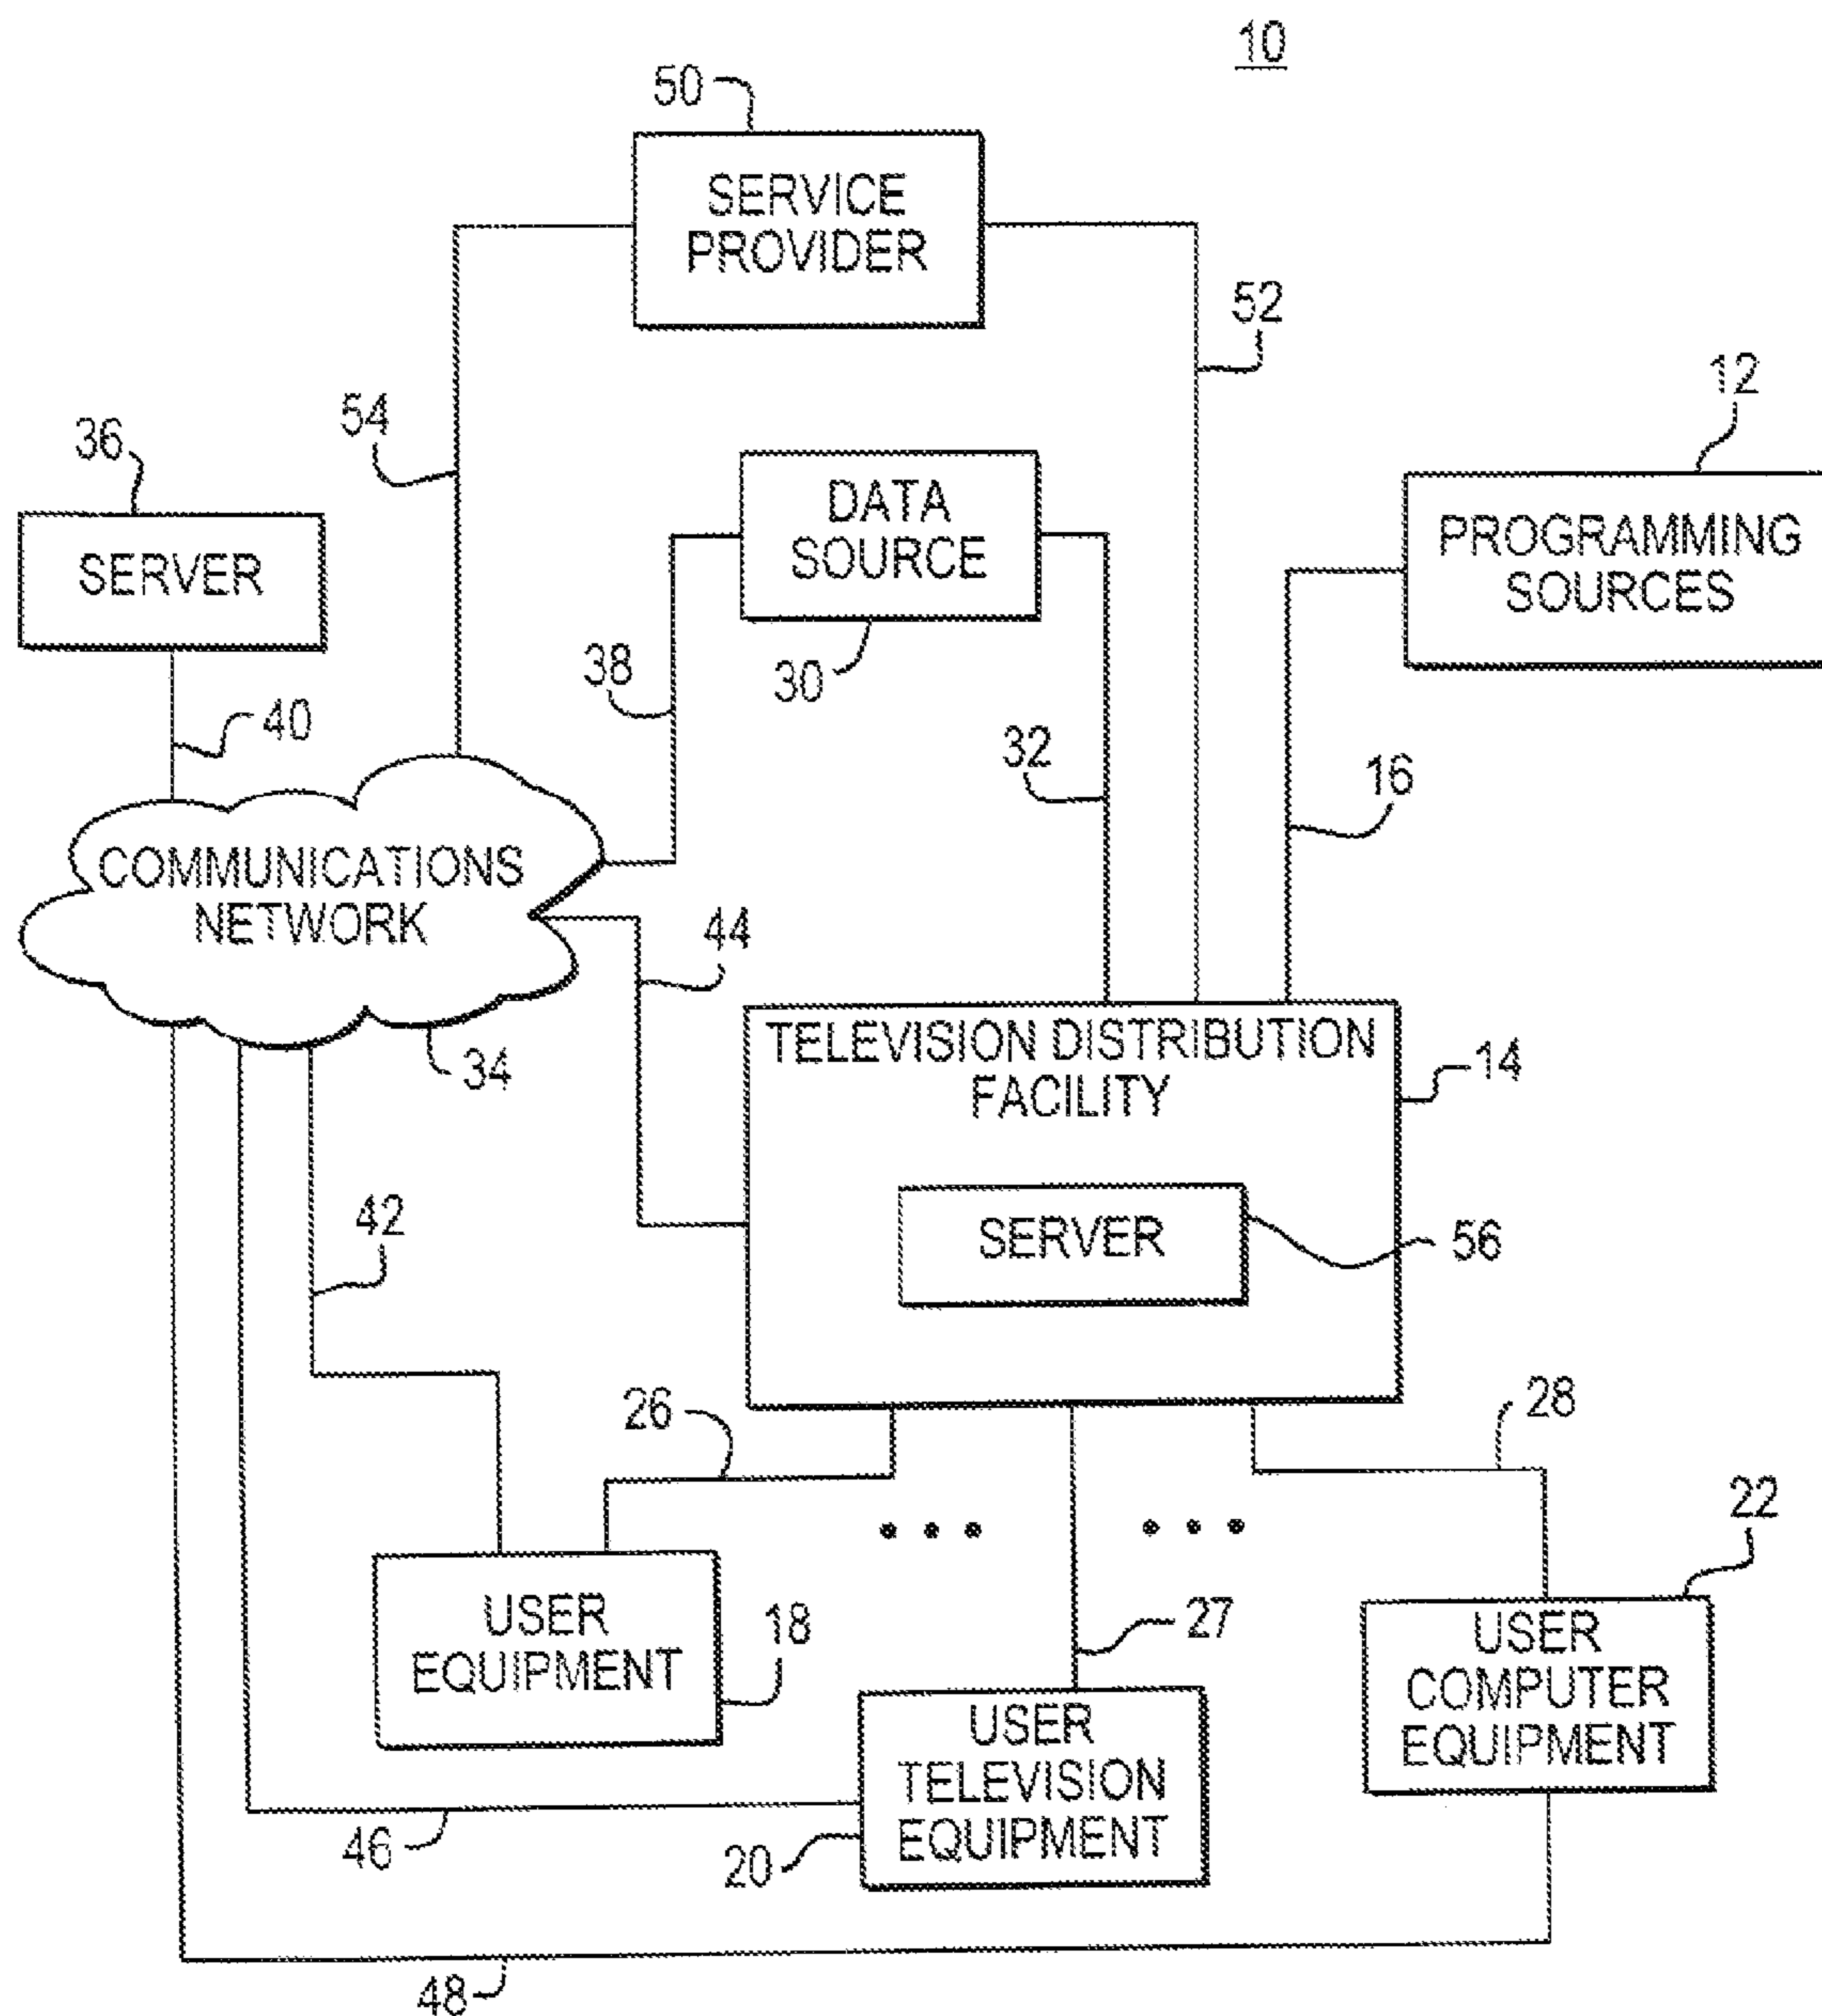 10
50
SERVICE
PROVIDER
52
12
54
36
DATA
SOURCE
PROGRAMMING
SOURCES
SERVER
38
30
40
32
16
COMMUNICATIONS
NETWORK
44
TELEVISION DISTRIBUTION
FACILITY
14
34
42
SERVER
56
26
28
22
USER
EQUIPMENT
18
27
USER
COMPUTER
EQUIPMENT
USER
TELEVISION
EQUIPMENT
46
20
48